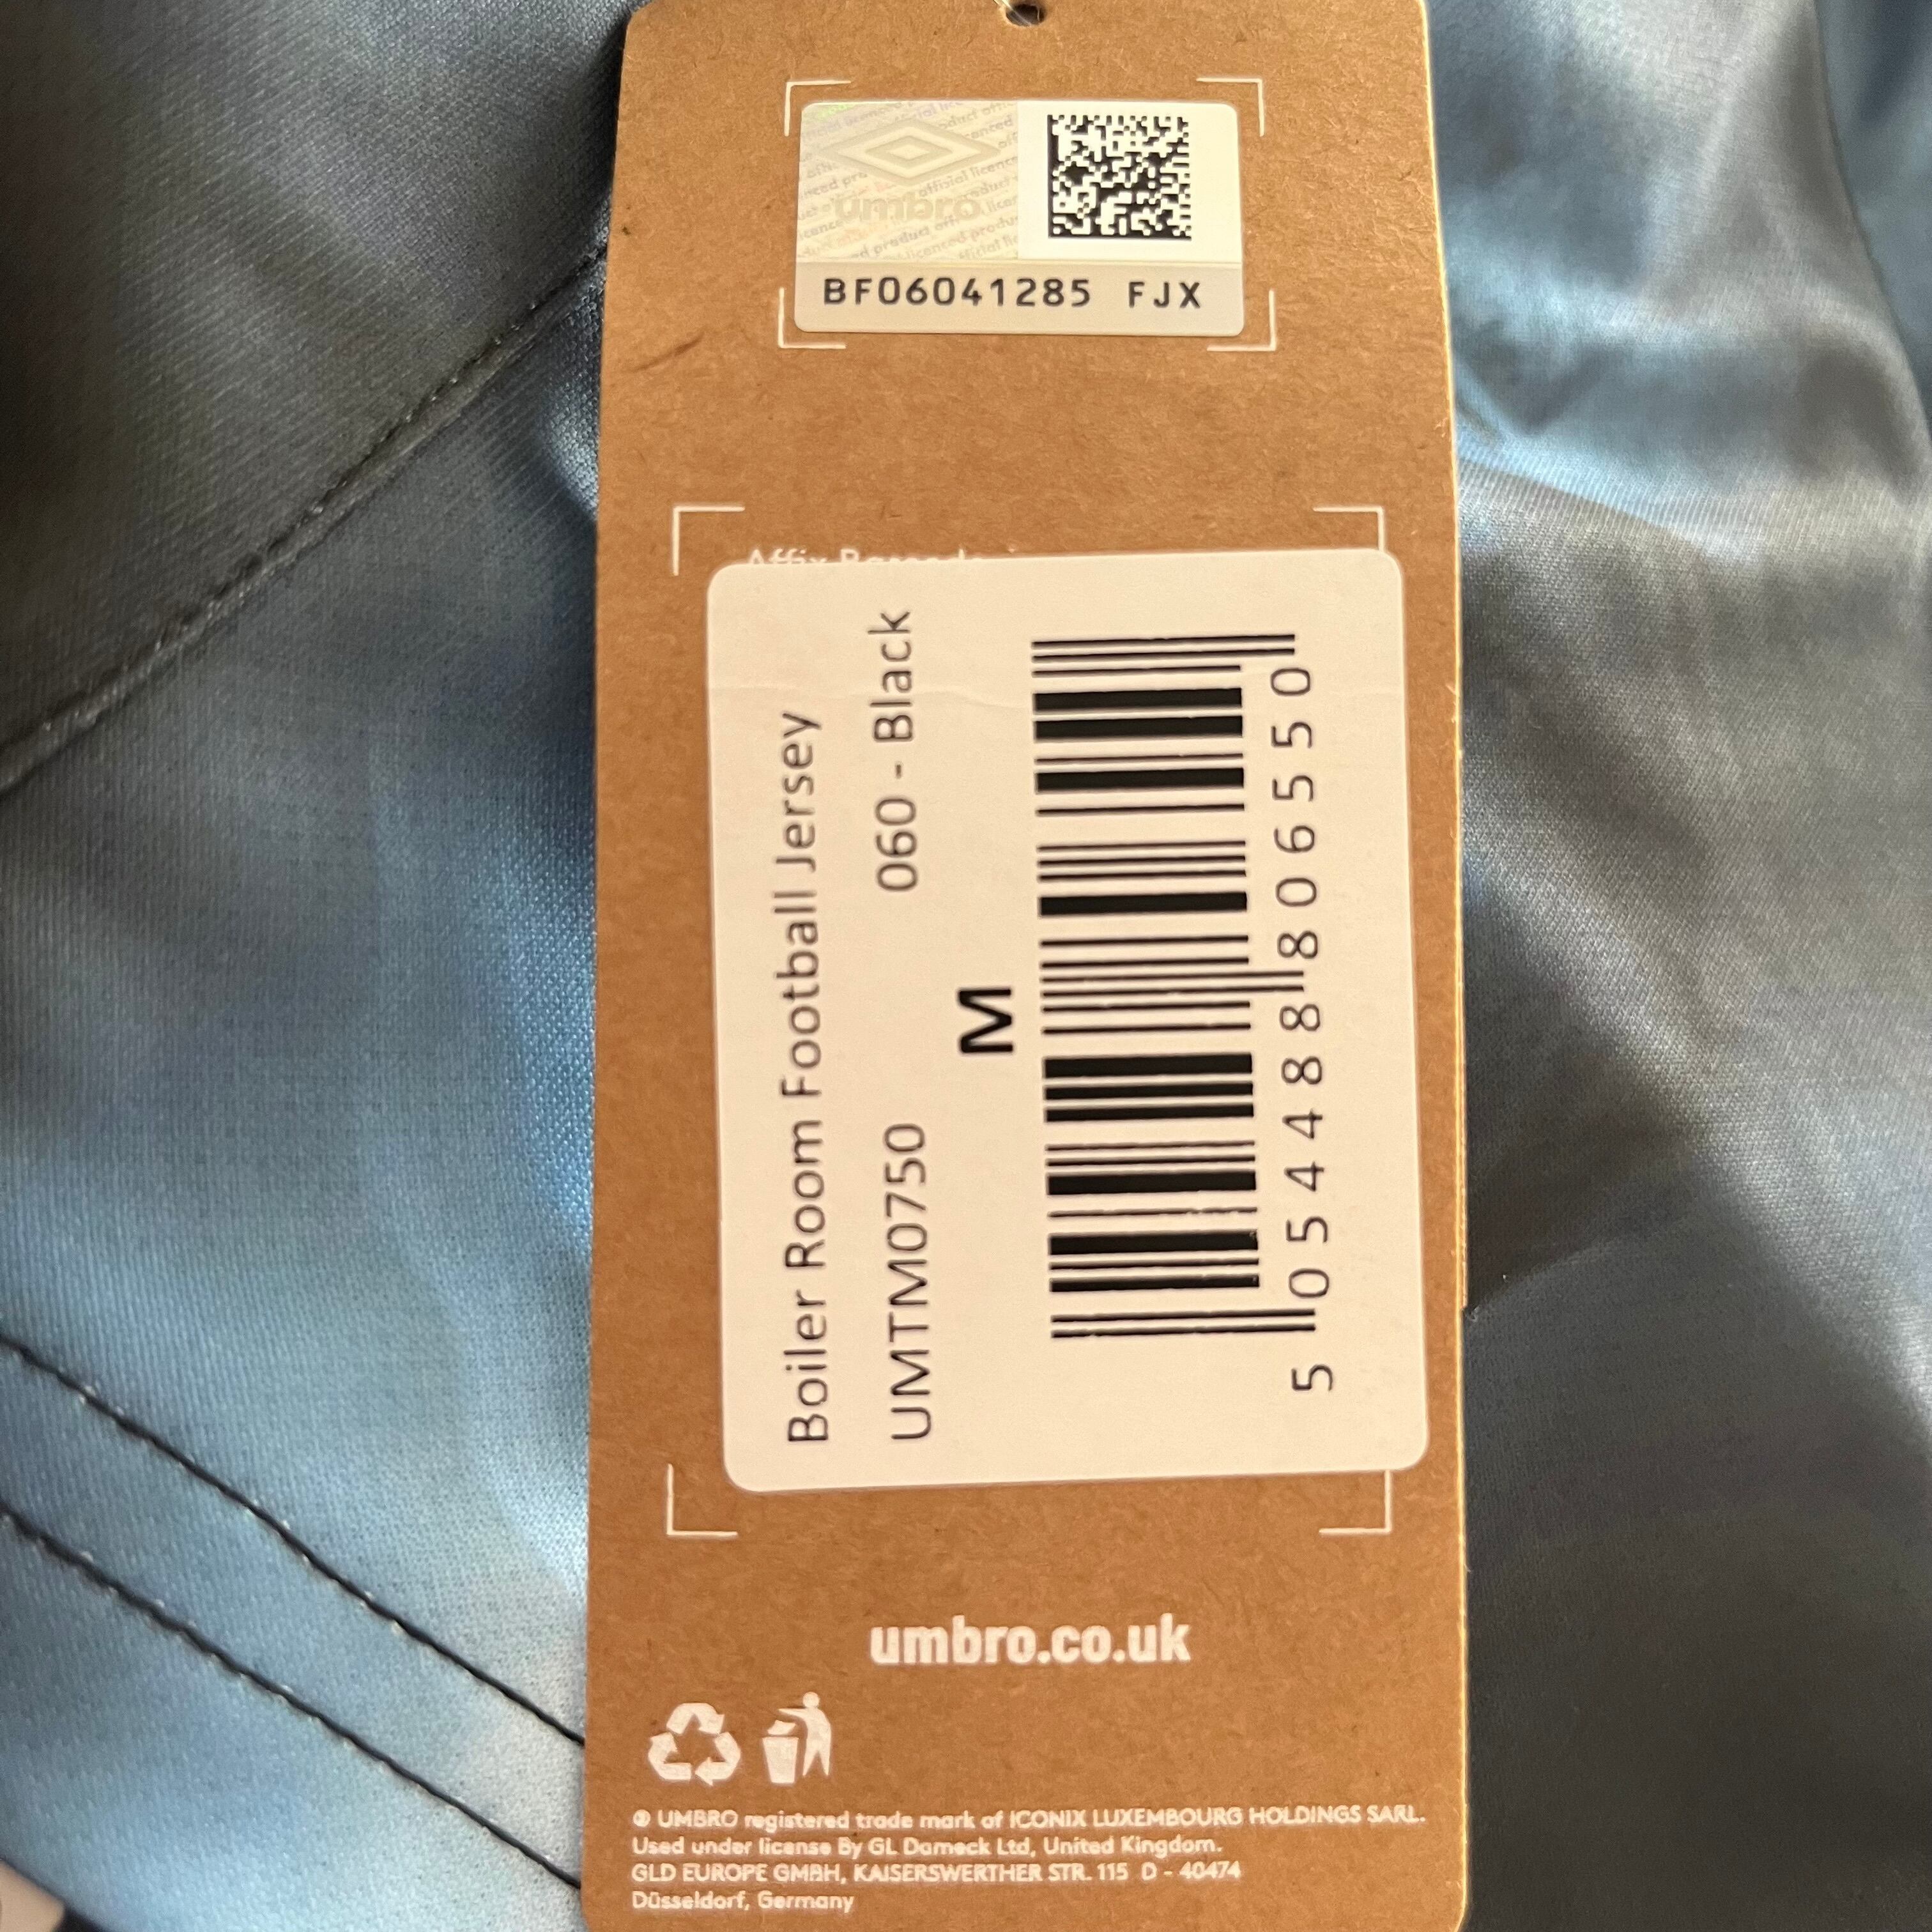 umbro
BF06041285 FJX
Affix Barcode
Boiler Room Football Jersey
UMTM0750 060 - Black
M
5 054488 806550
umbro.co.uk
® UMBRO registered trade mark of ICONIX LUXEMBOURG HOLDINGS SARL.
Used under license By GL Dameck Ltd, United Kingdom.
GLD EUROPE GMBH, KAISERSWERTHER STR. 115 D - 40474
Düsseldorf, Germany